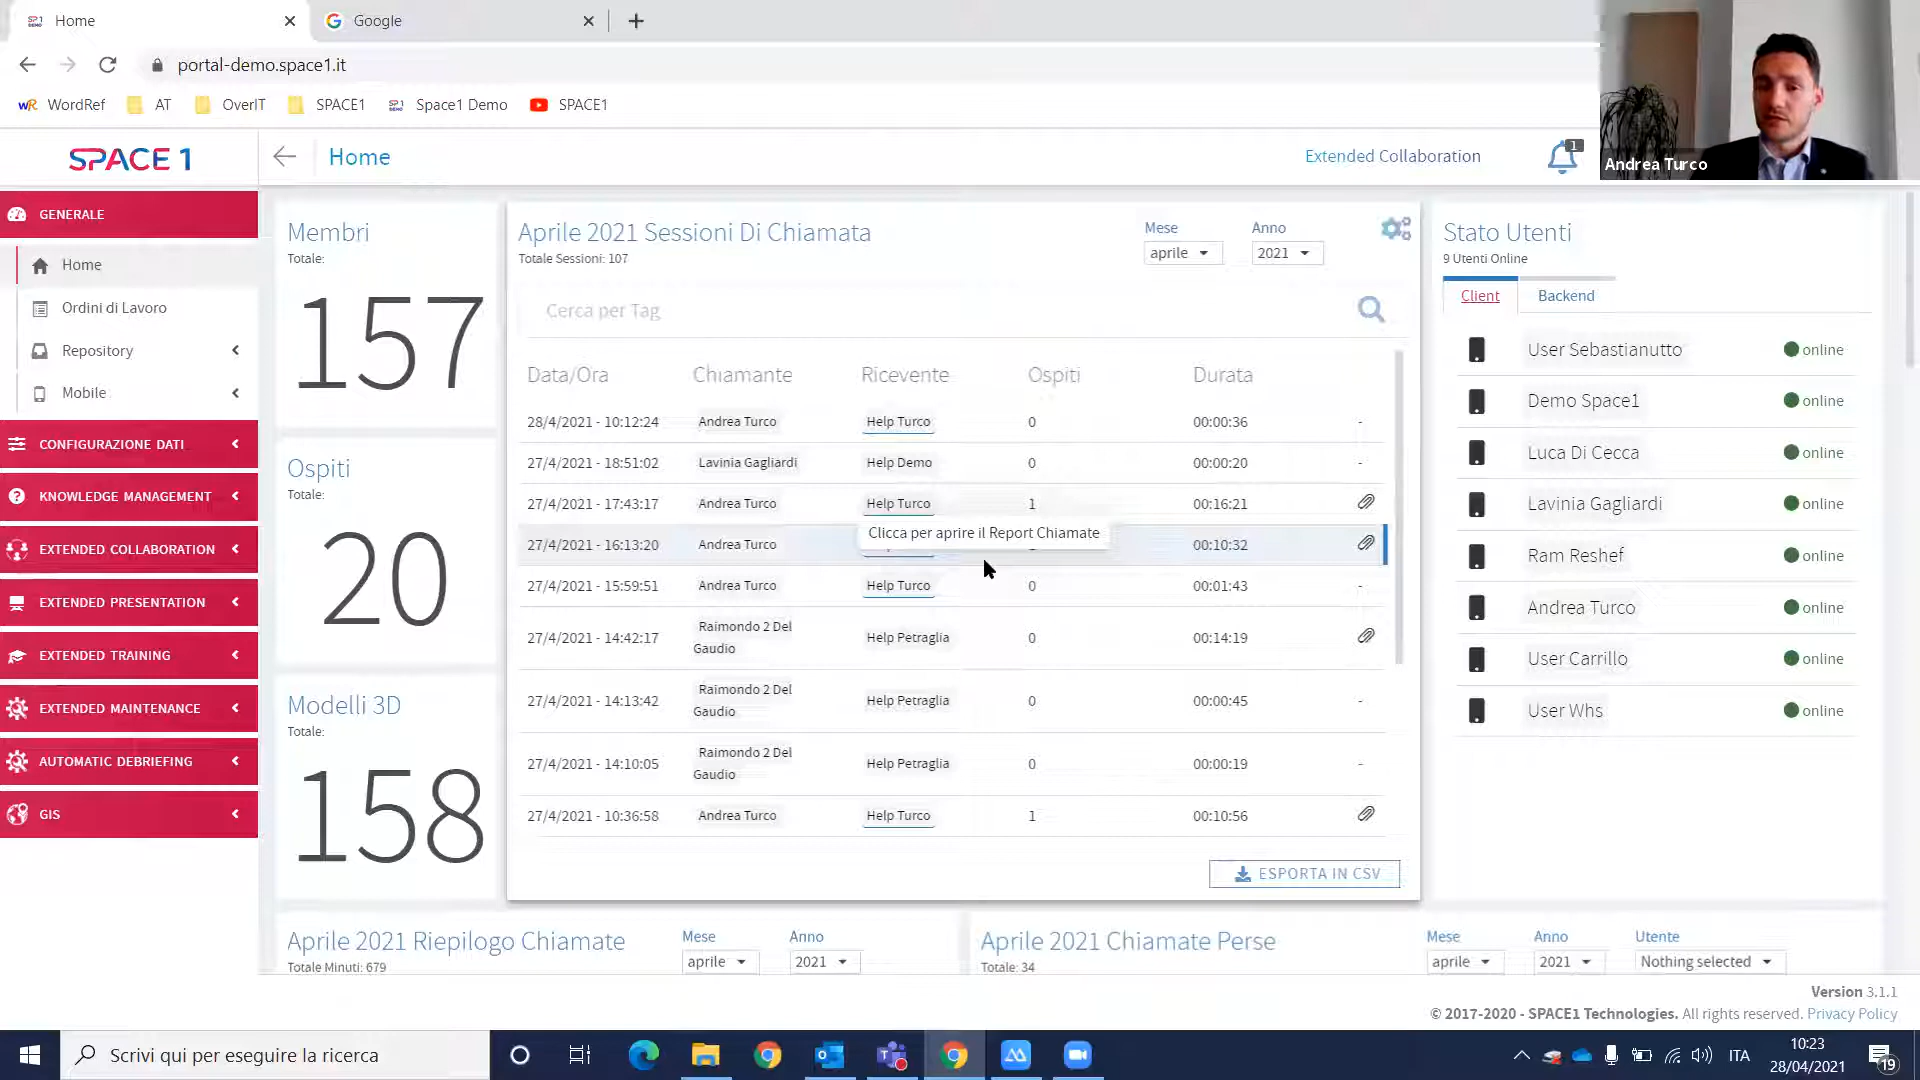 Home
Google
portal-demo.space1.it
WordRef
AT
OverIT
SPACE1
Space1 Demo
SPACE1
Andrea Turco
SPACE 1
Home
Extended Collaboration
1
GENERALE
Home
Ordini di Lavoro
Repository
Mobile
CONFIGURAZIONE DATI
KNOWLEDGE MANAGEMENT
EXTENDED COLLABORATION
EXTENDED PRESENTATION
EXTENDED TRAINING
EXTENDED MAINTENANCE
AUTOMATIC DEBRIEFING
GIS
Membri
Totale:
157
Ospiti
Totale:
20
Modelli 3D
Totale:
158
Aprile 2021 Sessioni Di Chiamata
Totale Sessioni: 107
Mese
aprile
Anno
2021
Cerca per Tag
Data/Ora Chiamante Ricevente Ospiti Durata
28/4/2021 - 10:12:24 Andrea Turco Help Turco 0 00:00:36 -
27/4/2021 - 18:51:02 Lavinia Gagliardi Help Demo 0 00:00:20 -
27/4/2021 - 17:43:17 Andrea Turco Help Turco 1 00:16:21
Clicca per aprire il Report Chiamate
27/4/2021 - 16:13:20 Andrea Turco 00:10:32
27/4/2021 - 15:59:51 Andrea Turco Help Turco 0 00:01:43 -
27/4/2021 - 14:42:17 Raimondo 2 Del Gaudio Help Petraglia 0 00:14:19
27/4/2021 - 14:13:42 Raimondo 2 Del Gaudio Help Petraglia 0 00:00:45 -
27/4/2021 - 14:10:05 Raimondo 2 Del Gaudio Help Petraglia 0 00:00:19 -
27/4/2021 - 10:36:58 Andrea Turco Help Turco 1 00:10:56
ESPORTA IN CSV
Stato Utenti
9 Utenti Online
Client
Backend
User Sebastianutto online
Demo Space1 online
Luca Di Cecca online
Lavinia Gagliardi online
Ram Reshef online
Andrea Turco online
User Carrillo online
User Whs online
Aprile 2021 Riepilogo Chiamate
Totale Minuti: 679
Mese
aprile
Anno
2021
Aprile 2021 Chiamate Perse
Totale: 34
Mese
aprile
Anno
2021
Utente
Nothing selected
Version 3.1.1
© 2017-2020 - SPACE1 Technologies. All rights reserved. Privacy Policy
Scrivi qui per eseguire la ricerca
ITA
10:23
28/04/2021
19